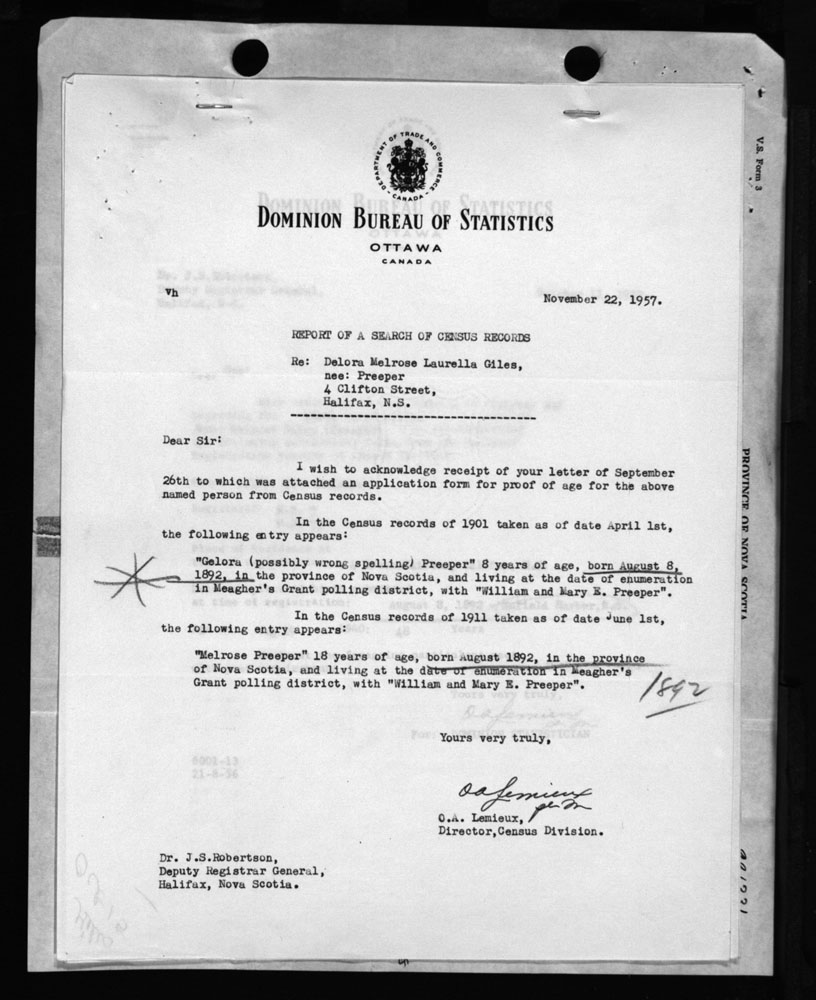 DEPARTMENT OF TRADE AND COMMERCE
- CANADA -
DOMINION BUREAU OF STATISTICS
OTTAWA
CANADA
V.S. Form 3
vh
November 22, 1957.
REPORT OF A SEARCH OF CENSUS RECORDS
Re: Delora Melrose Laurella Giles,
nee: Preeper
4 Clifton Street,
Halifax, N.S.
Dear Sir:
I wish to acknowledge receipt of your letter of September
26th to which was attached an application form for proof of age for the above
named person from Census records.
In the Census records of 1901 taken as of date April 1st,
the following entry appears:
"Gelora (possibly wrong spelling) Preeper" 8 years of age, born August 8,
1892, in the province of Nova Scotia, and living at the date of enumeration
in Meagher's Grant polling district, with "William and Mary E. Preeper".
In the Census records of 1911 taken as of date June 1st,
the following entry appears:
"Melrose Preeper" 18 years of age, born August 1892, in the province
of Nova Scotia, and living at the date of enumeration in Meagher's
Grant polling district, with "William and Mary E. Preeper".
1892
PROVINCE OF NOVA SCOTIA
Yours very truly,
OA Lemieux
O.A. Lemieux,
Director,Census Division.
6001-13
21-8-56
Dr. J.S.Robertson,
Deputy Registrar General,
Halifax, Nova Scotia.